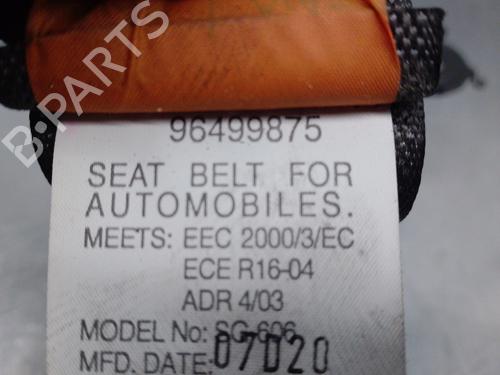 96499875
SEAT BELT FOR
AUTOMOBILES.
MEETS: EEC 2000/3/EC
ECE R16-04
ADR 4/03
MODEL No: SG-606
MFD. DATE: 07D20
B-PARTS